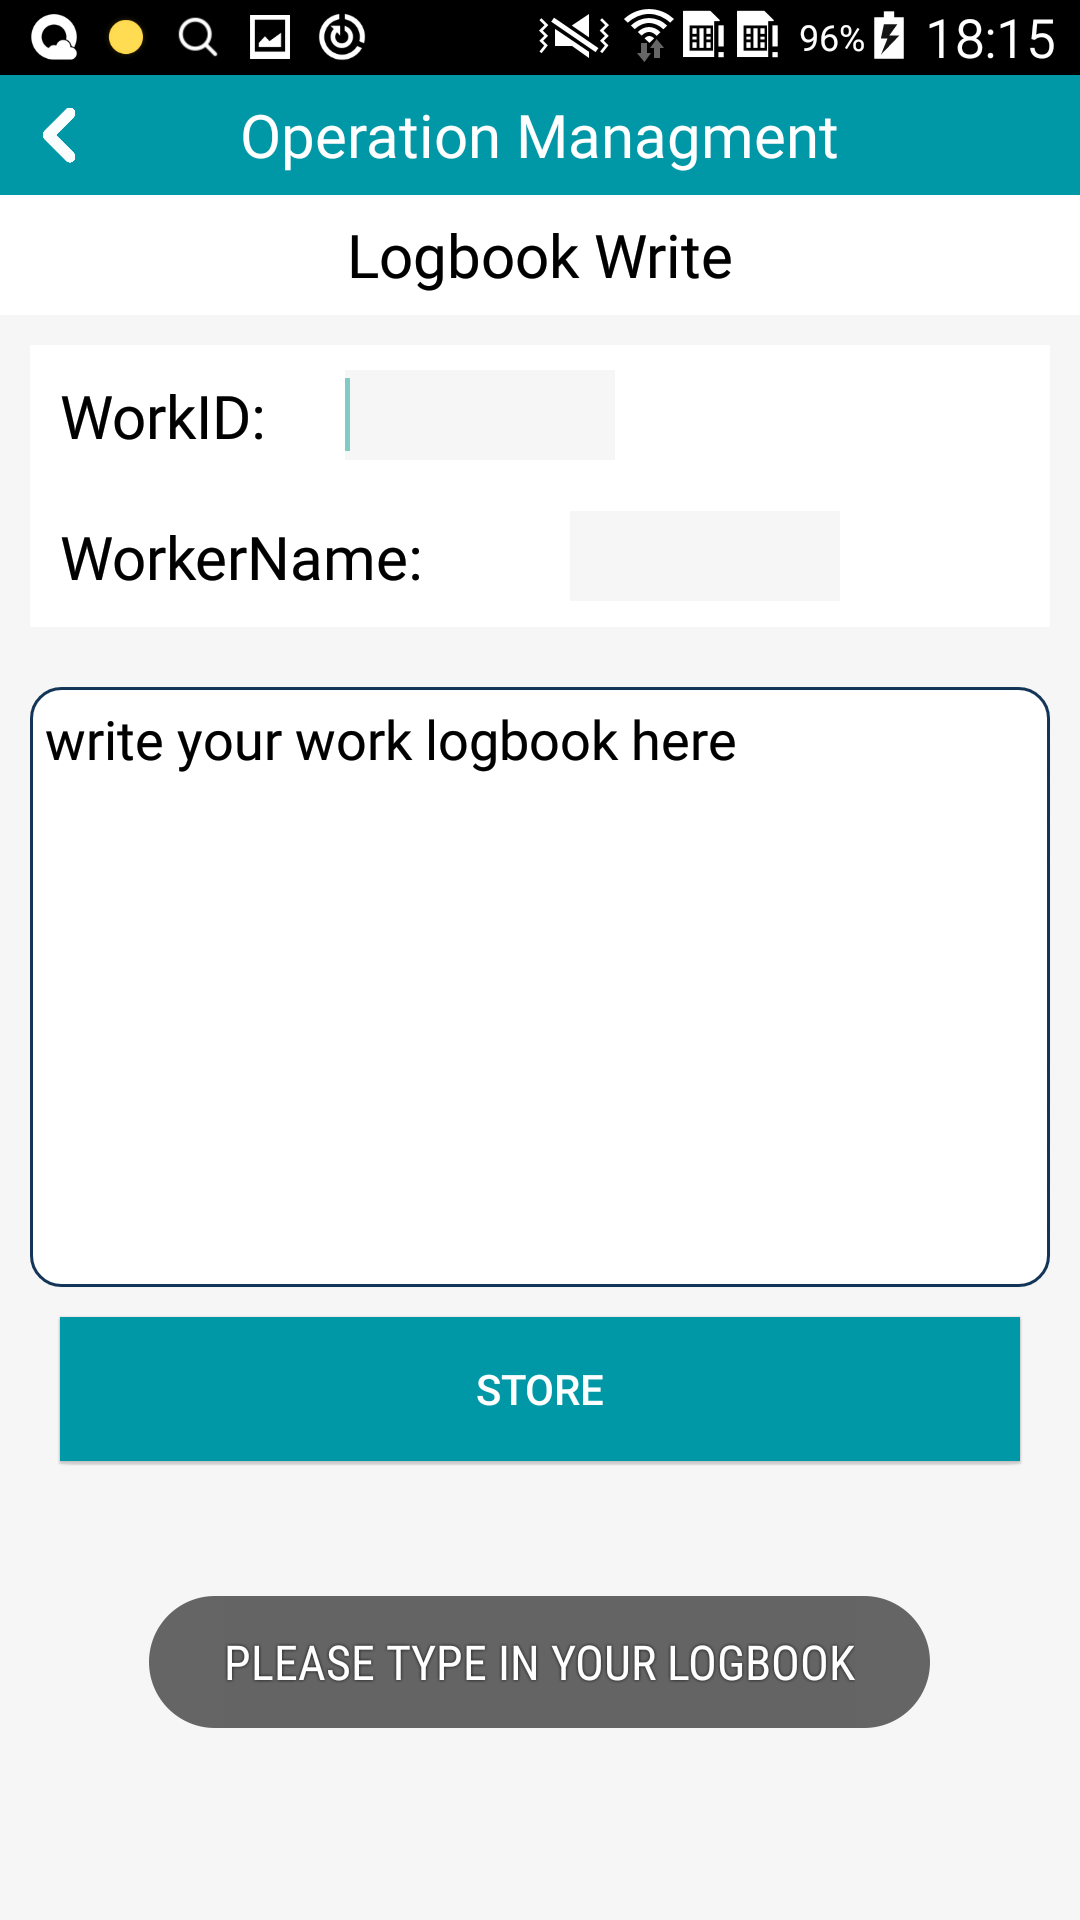 96% 18:15
Operation Managment
Logbook Write
WorkID:
WorkerName:
write your work logbook here
STORE
PLEASE TYPE IN YOUR LOGBOOK